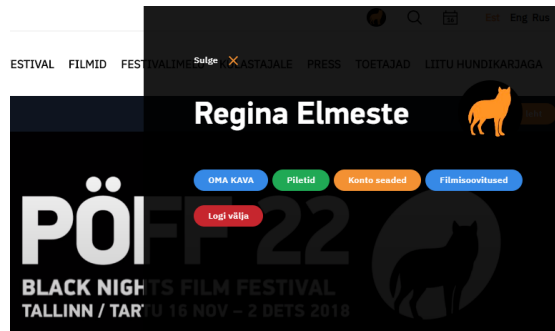 Est Eng Rus
ESTIVAL FILMID FESTIVALIMELU KÜLASTAJALE PRESS TOETAJAD LIITU HUNDIKARJAGA
Sulge
Regina Elmeste
OMA KAVA Piletid Konto seaded Filmisoovitused
Logi välja
PÖFF 22
BLACK NIGHTS FILM FESTIVAL
TALLINN / TARTU 16 NOV – 2 DETS 2018